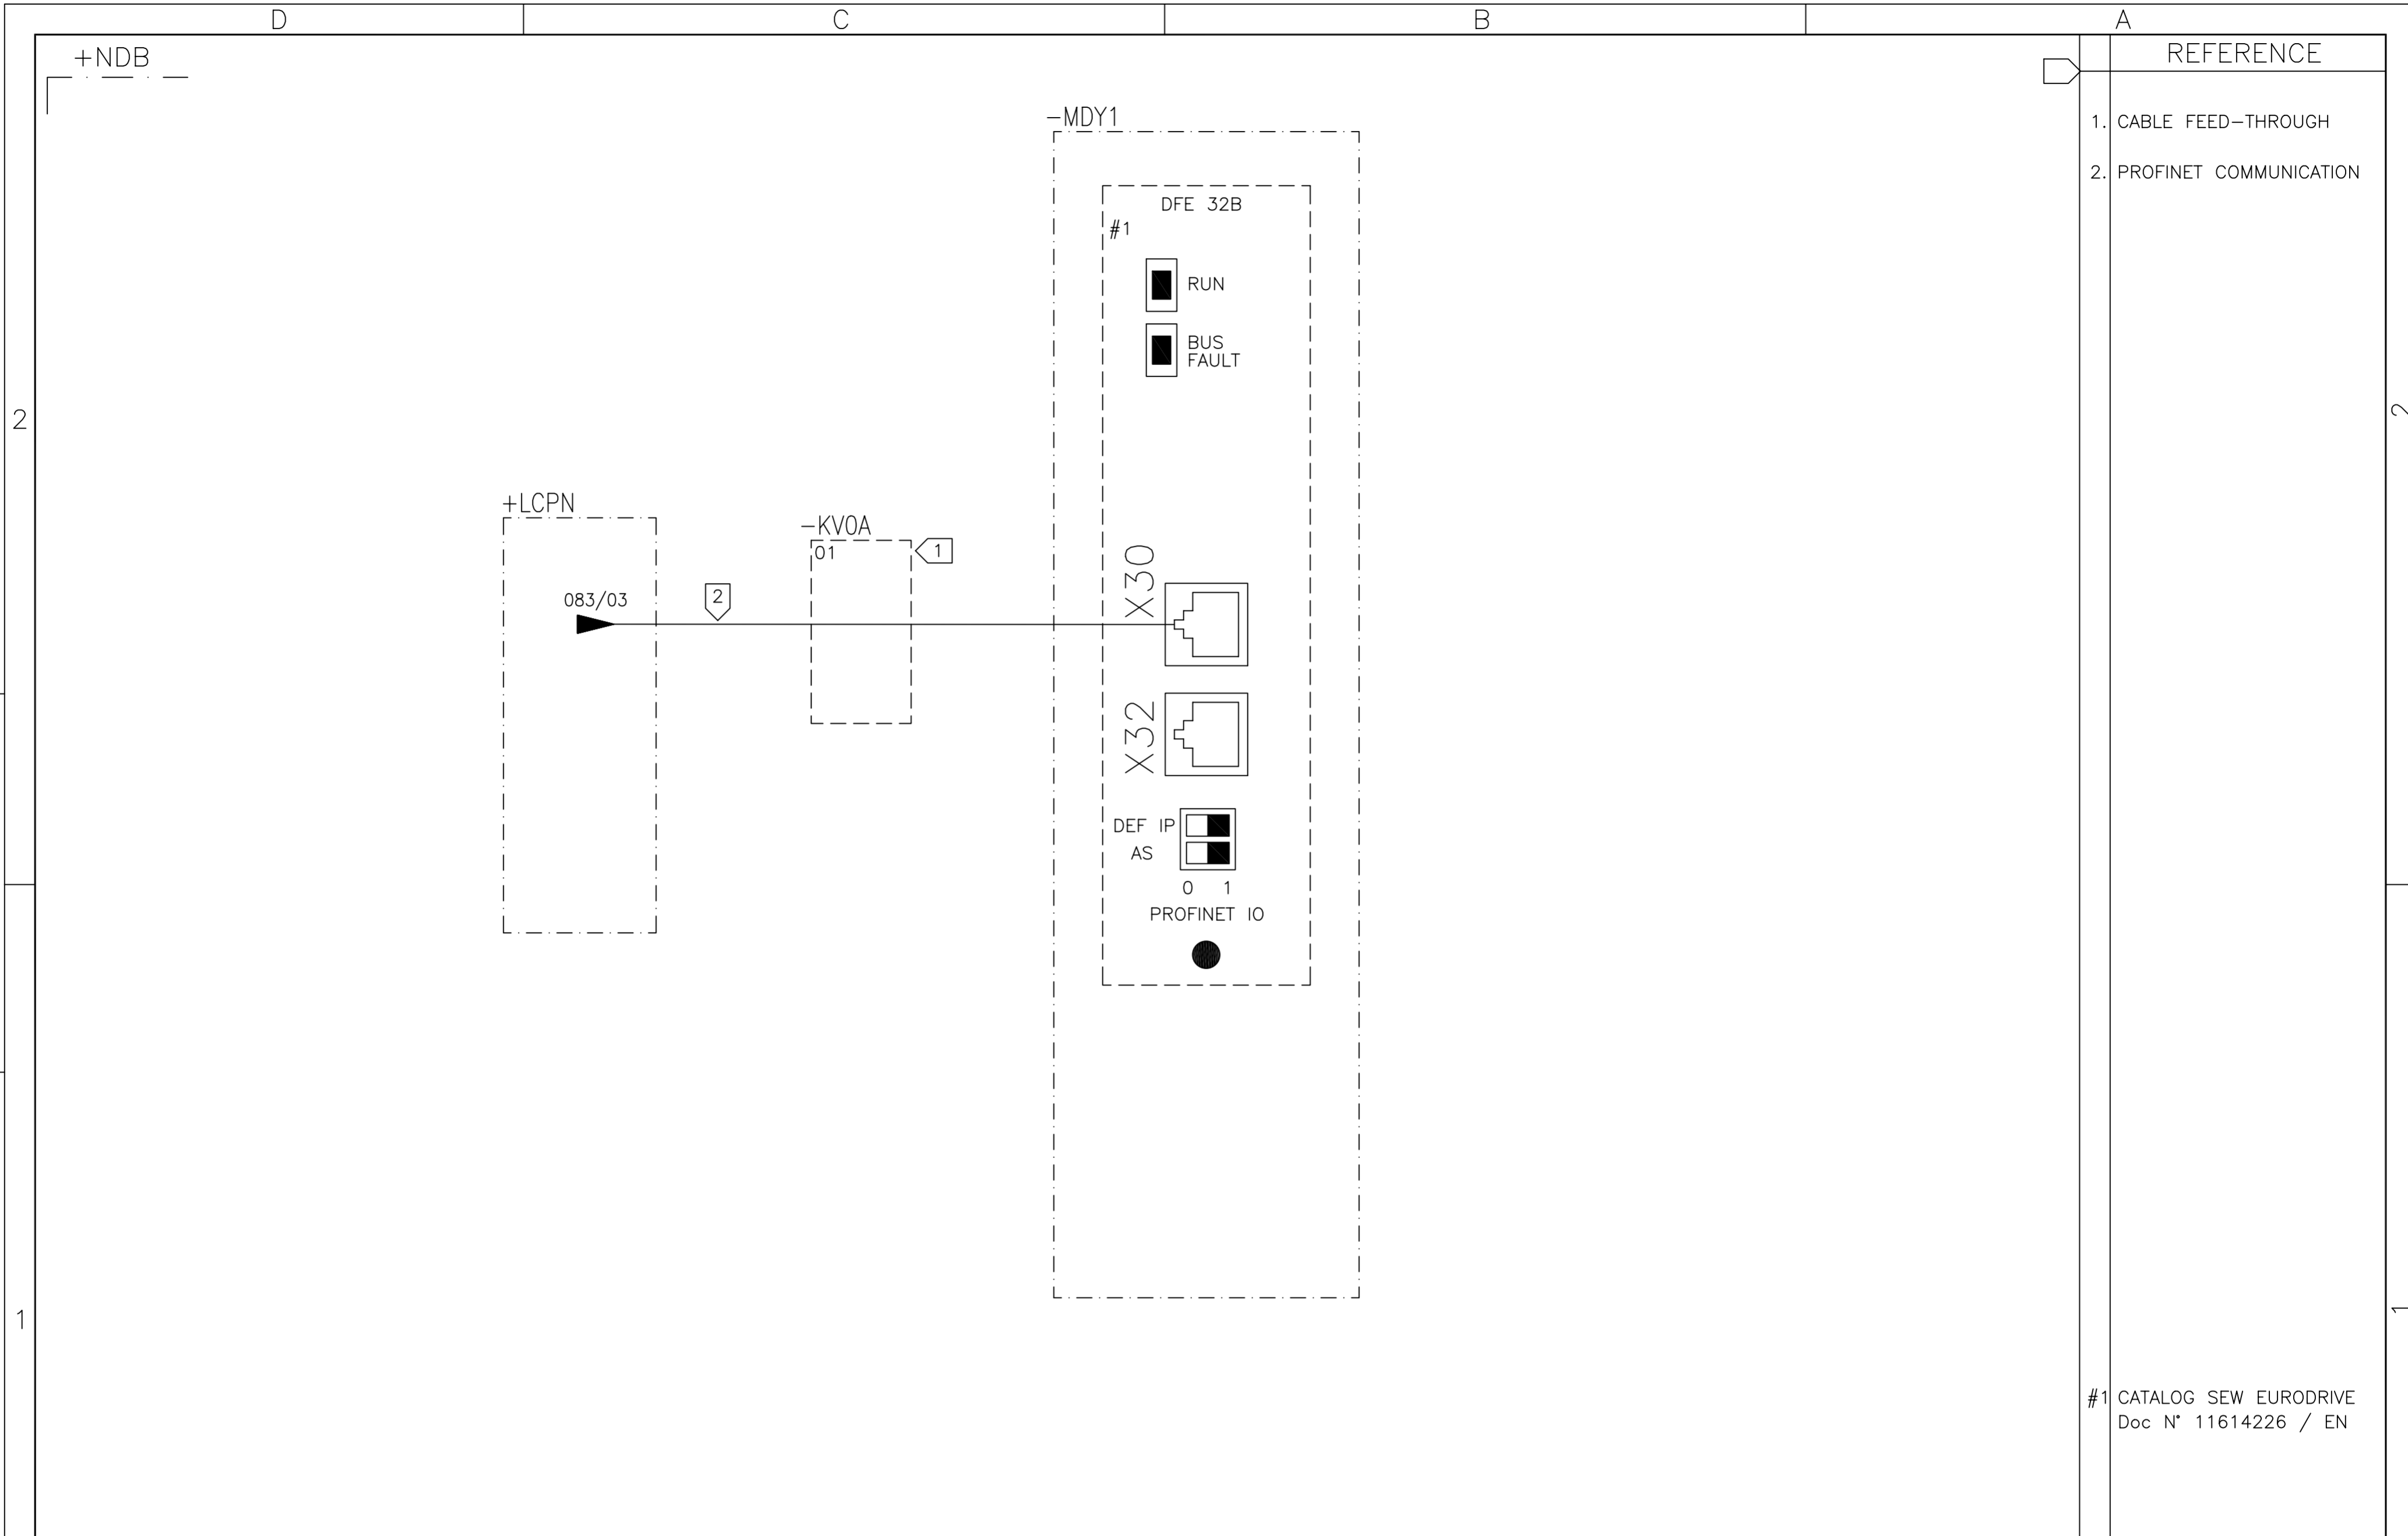 D C B A
+NDB
REFERENCE
-MDY1
1. CABLE FEED-THROUGH
2. PROFINET COMMUNICATION
DFE 32B
#1
RUN
BUS
FAULT
2 2
+LCPN
-KV0A
01
1
083/03
2
X30
X32
DEF IP
AS
0 1
PROFINET IO
1 1
#1 CATALOG SEW EURODRIVE
Doc N° 11614226 / EN